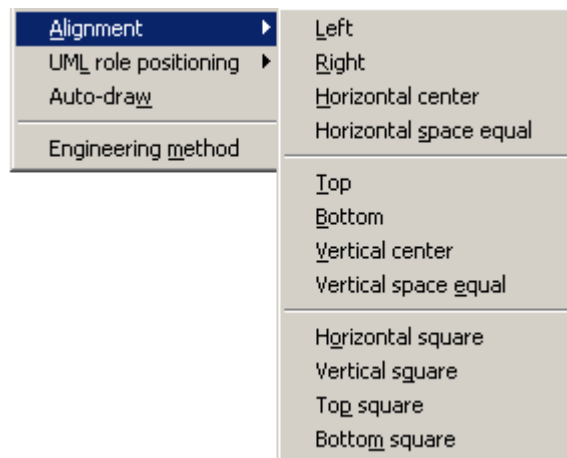 Alignment
UML role positioning
Auto-draw
Engineering method
Left
Right
Horizontal center
Horizontal space equal
Top
Bottom
Vertical center
Vertical space equal
Horizontal square
Vertical square
Top square
Bottom square